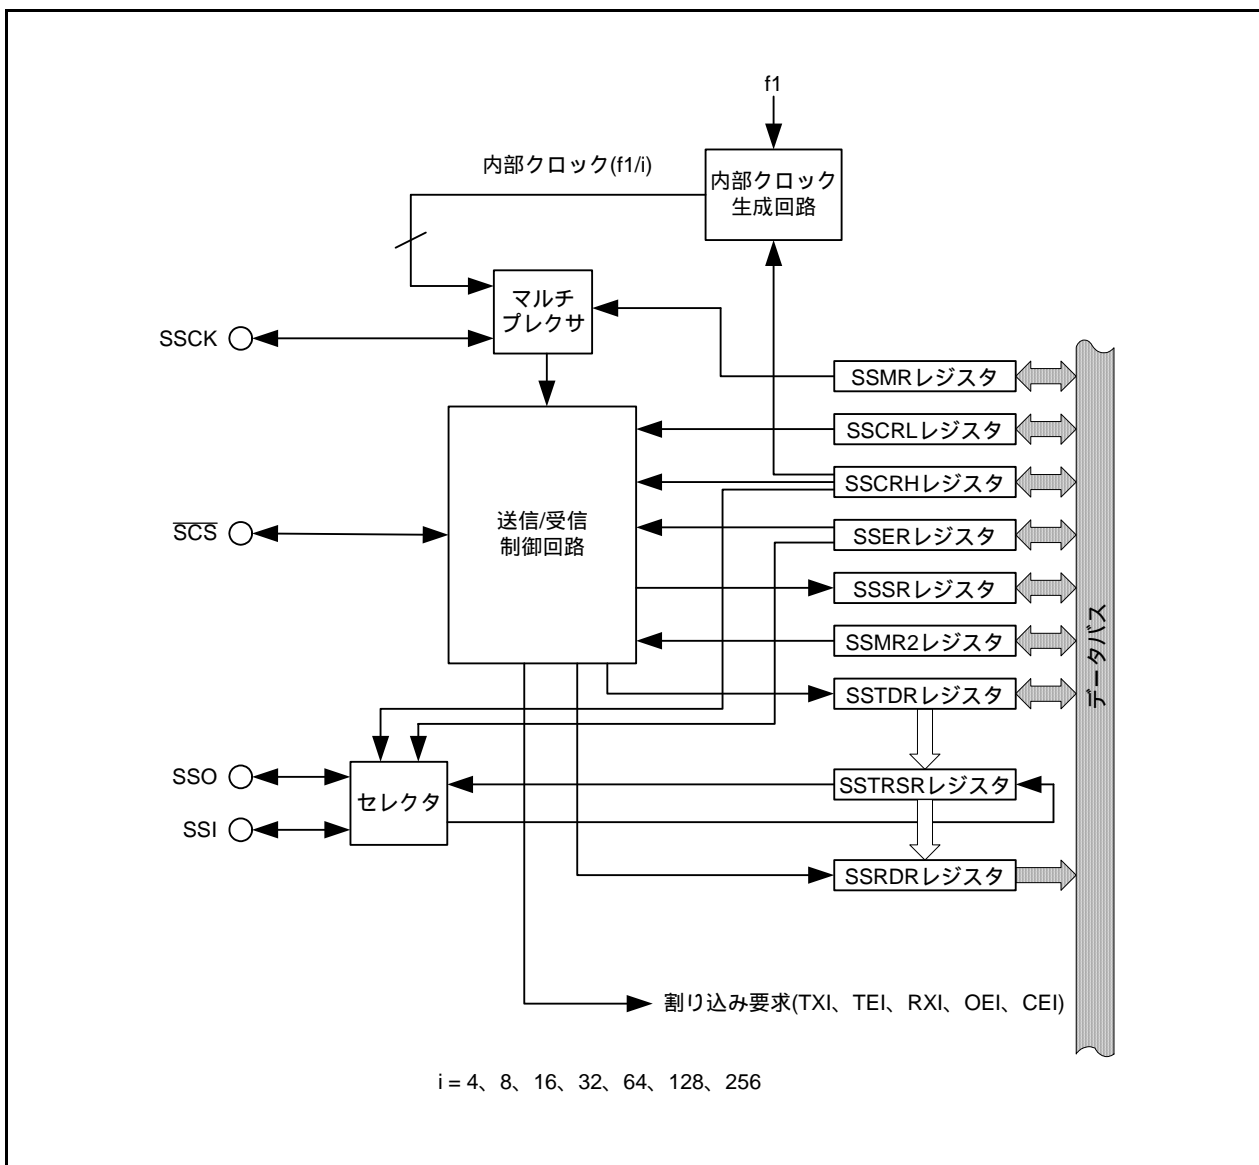 f1
内部クロック(f1/i)
内部クロック
生成回路
マルチ
プレクサ
SSCK
SSMRレジスタ
SSCRLレジスタ
SSCRHレジスタ
SCS
送信/受信
制御回路
SSERレジスタ
SSSRレジスタ
SSMR2レジスタ
データバス
SSTDRレジスタ
SSO
SSTRSRレジスタ
セレクタ
SSI
SSRDRレジスタ
割り込み要求(TXI、TEI、RXI、OEI、CEI)
i = 4、8、16、32、64、128、256